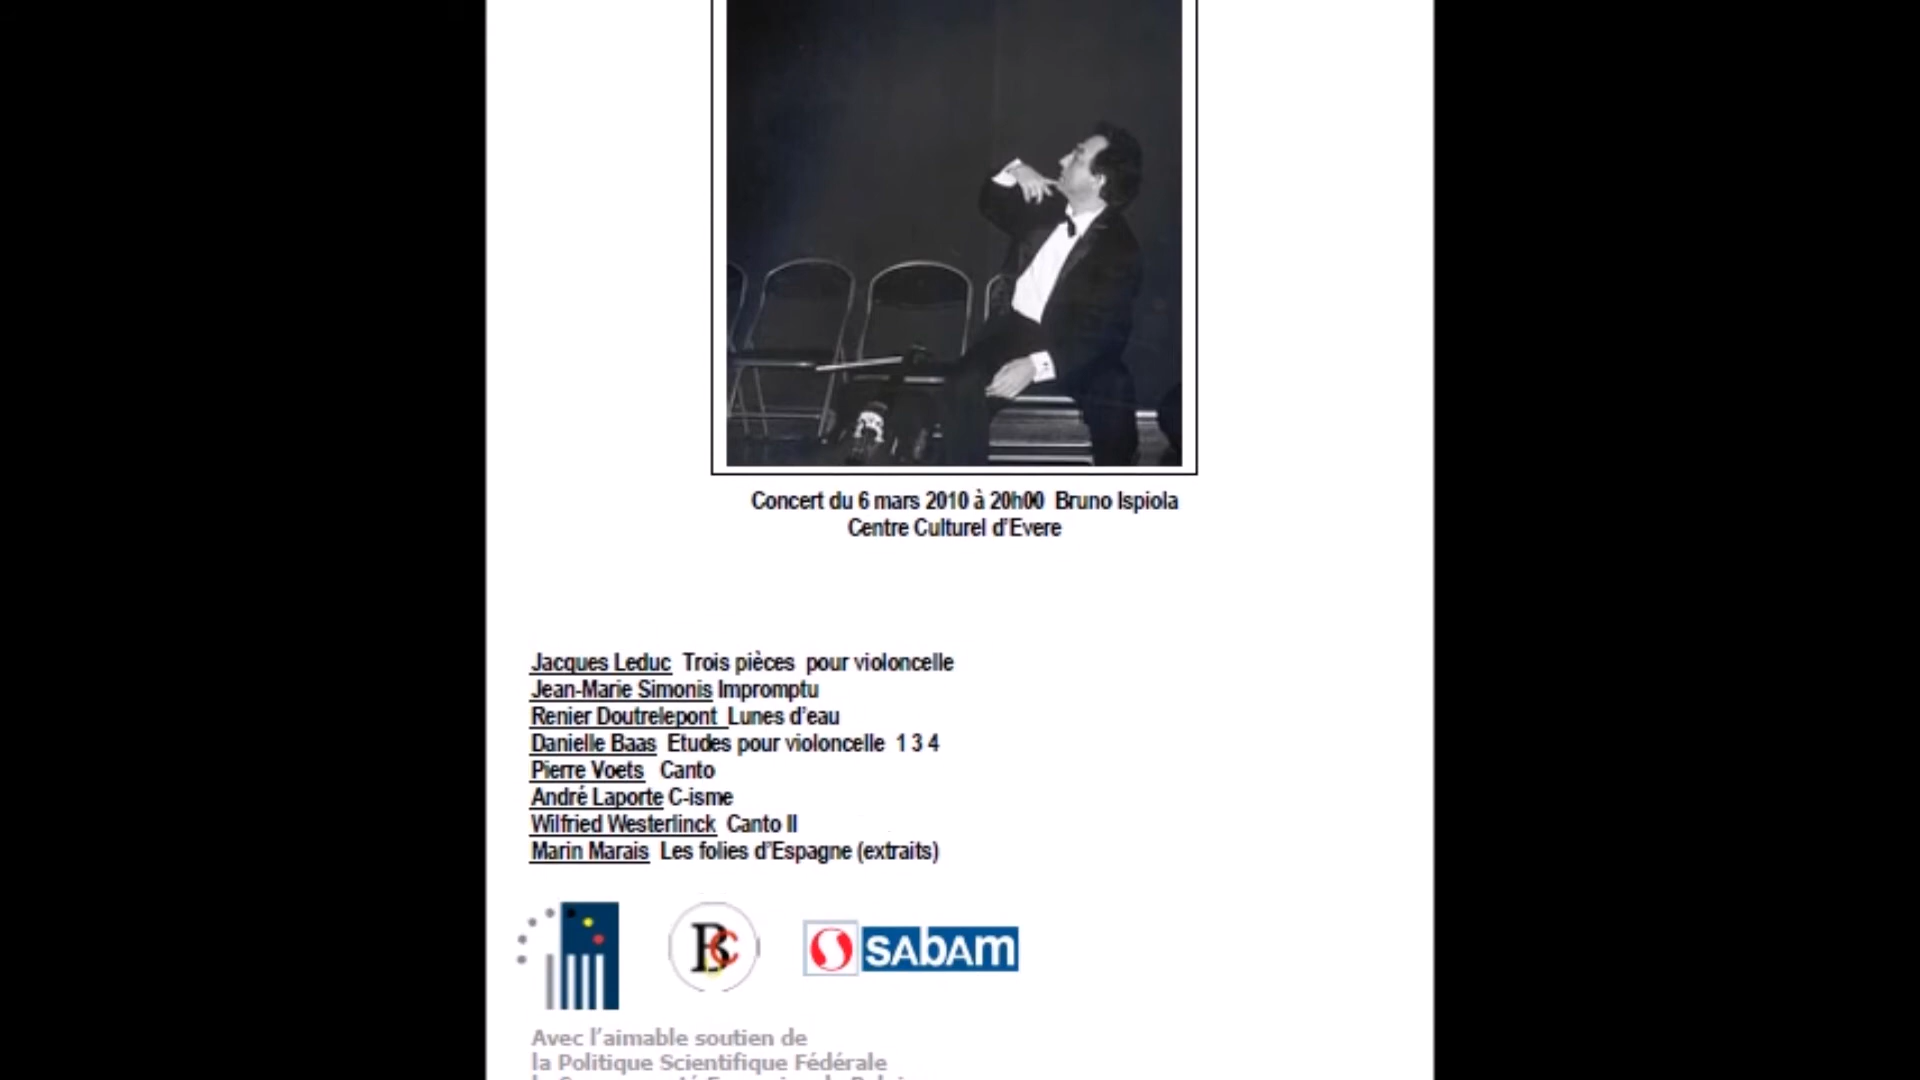 Concert du 6 mars 2010 à 20h00 Bruno Ispiola
Centre Culturel d'Evere
Jacques Leduc Trois pièces pour violoncelle
Jean-Marie Simonis Impromptu
Renier Doutrelepont Lunes d'eau
Danielle Baas Etudes pour violoncelle 1 3 4
Pierre Voets Canto
André Laporte C-isme
Wilfried Westerlinck Canto II
Marin Marais Les folies d'Espagne (extraits)
BC
sabam
Avec l'aimable soutien de
la Politique Scientifique Fédérale